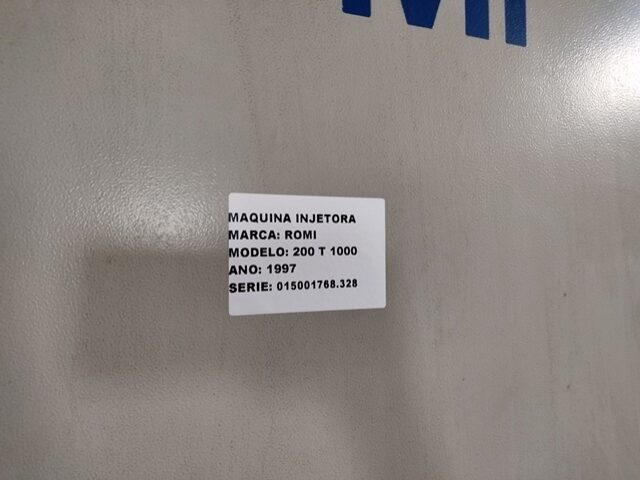 MAQUINA INJETORA
MARCA: ROMI
MODELO: 200 T 1000
ANO: 1997
SERIE: 015001768.328